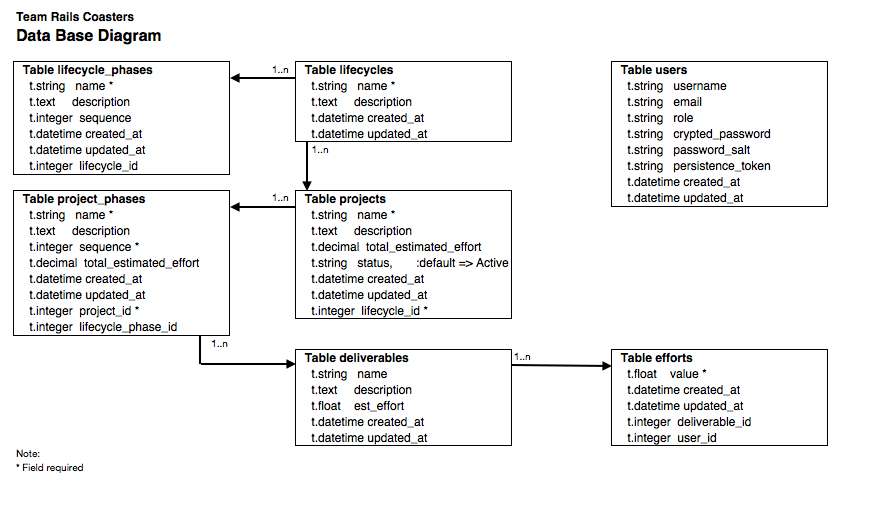 Team Rails Coasters
Data Base Diagram
Table lifecycle_phases
t.string name *
t.text description
t.integer sequence
t.datetime created_at
t.datetime updated_at
t.integer lifecycle_id
1..n
Table lifecycles
t.string name *
t.text description
t.datetime created_at
t.datetime updated_at
1..n
Table users
t.string username
t.string email
t.string role
t.string crypted_password
t.string password_salt
t.string persistence_token
t.datetime created_at
t.datetime updated_at
Table project_phases
t.string name *
t.text description
t.integer sequence *
t.decimal total_estimated_effort
t.datetime created_at
t.datetime updated_at
t.integer project_id *
t.integer lifecycle_phase_id
1..n
Table projects
t.string name *
t.text description
t.decimal total_estimated_effort
t.string status, :default => Active
t.datetime created_at
t.datetime updated_at
t.integer lifecycle_id *
1..n
Table deliverables
t.string name
t.text description
t.float est_effort
t.datetime created_at
t.datetime updated_at
1..n
Table efforts
t.float value *
t.datetime created_at
t.datetime updated_at
t.integer deliverable_id
t.integer user_id
Note:
* Field required